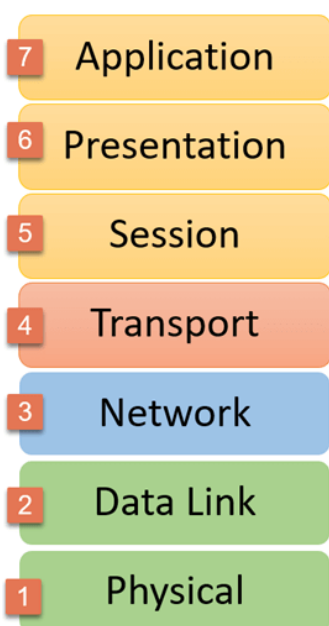 7 Application
6 Presentation
5 Session
4 Transport
3 Network
2 Data Link
1 Physical